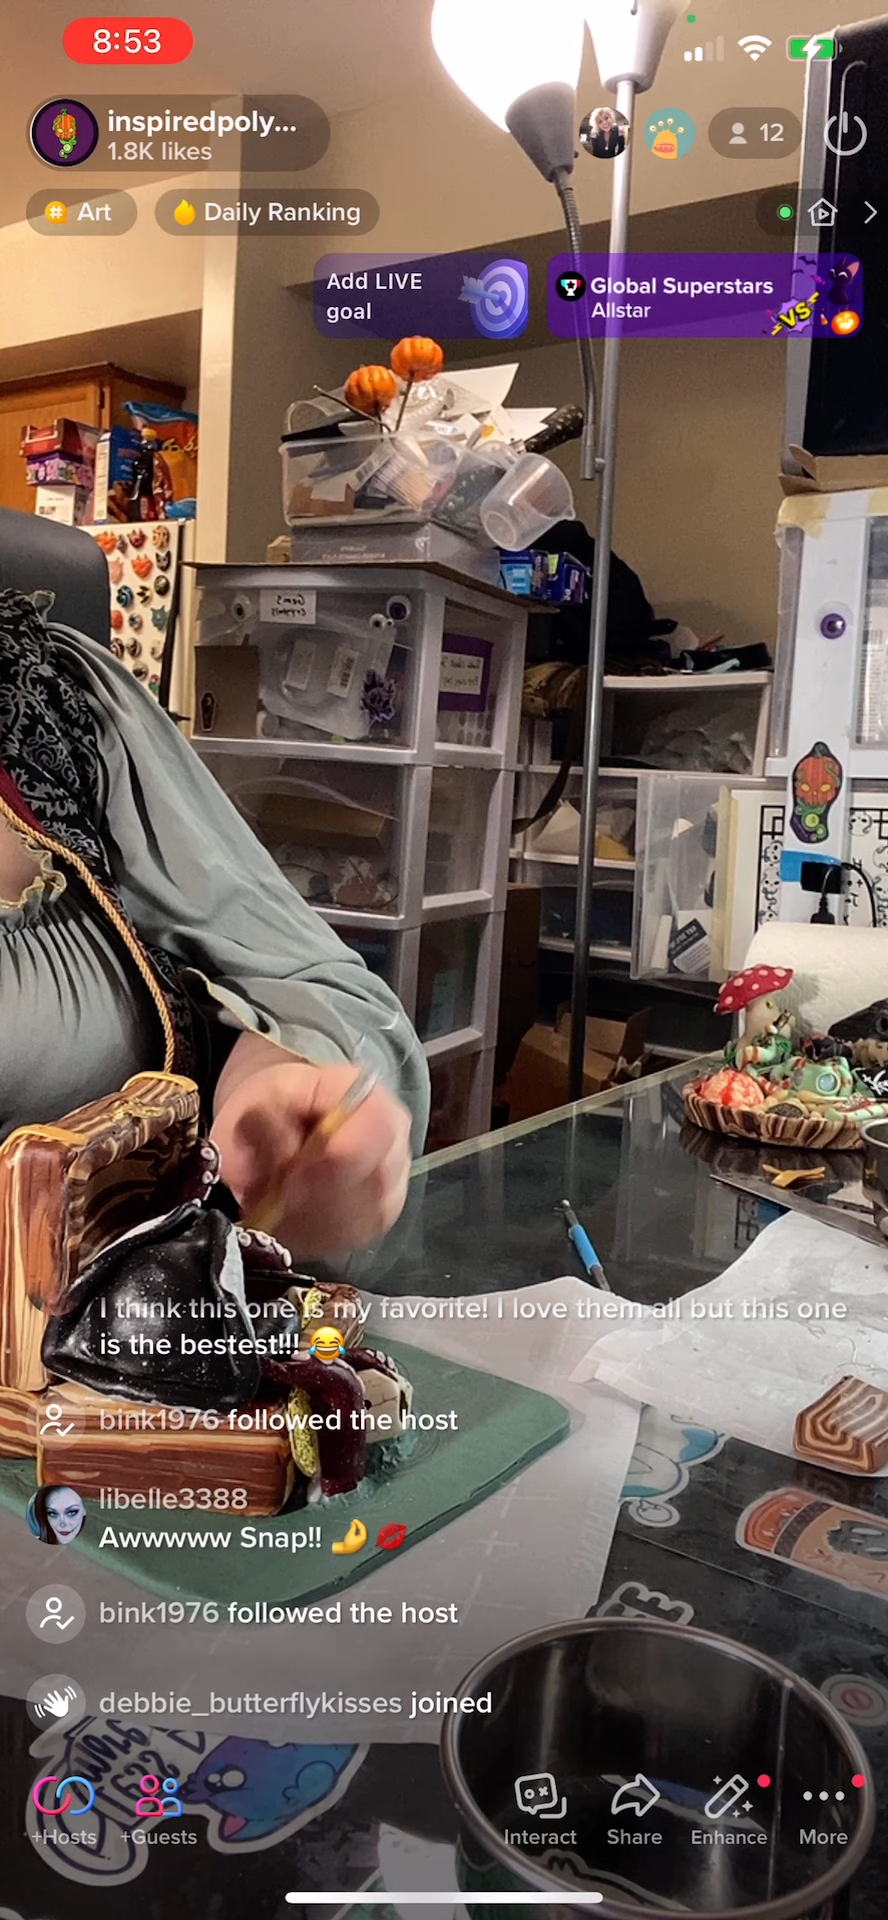 8:53
inspiredpoly...
1.8K likes
12
Art
Daily Ranking
Add LIVE
goal
Global Superstars
Allstar
VS
I think this one is my favorite! I love them all but this one
is the bestest!!! 😂
bink1976 followed the host
libelle3388
Awwwww Snap!! 🤌 💋
bink1976 followed the host
debbie_butterflykisses joined
+Hosts
+Guests
Interact
Share
Enhance
More